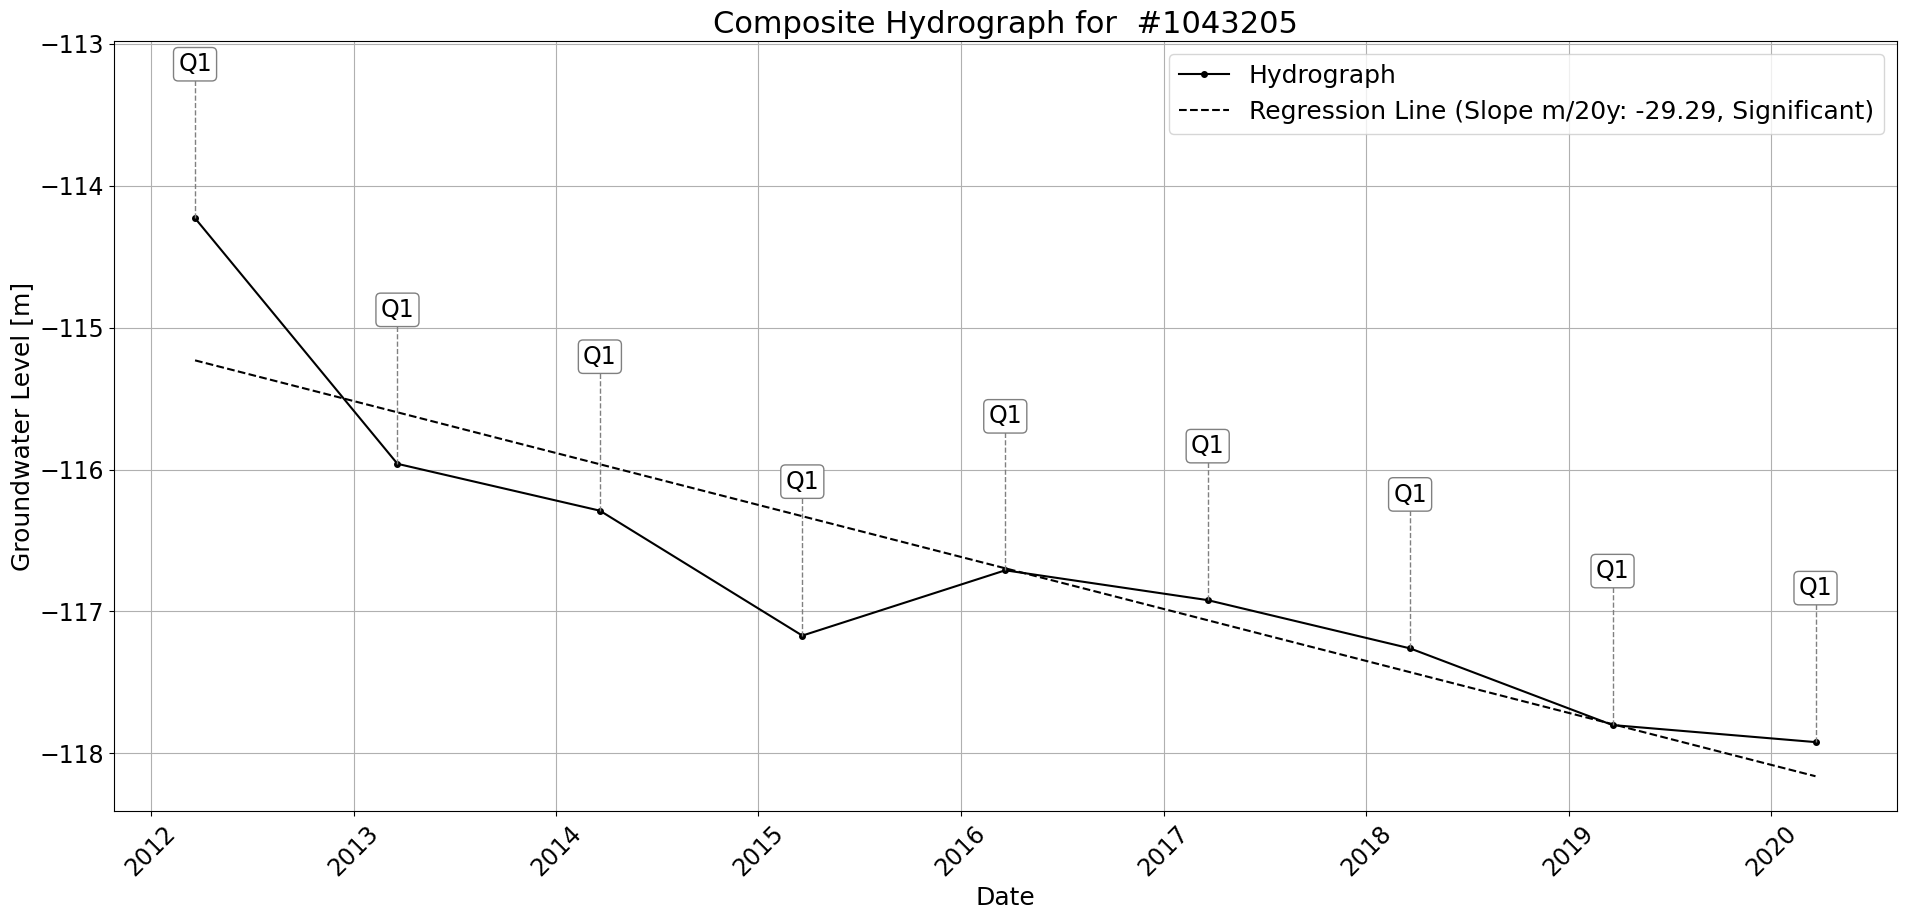 Composite Hydrograph for  #1043205
Hydrograph
Regression Line (Slope m/20y: -29.29, Significant)
Groundwater Level [m]
−113
−114
−115
−116
−117
−118
Q1
Q1
Q1
Q1
Q1
Q1
Q1
Q1
Q1
2012
2013
2014
2015
2016
2017
2018
2019
2020
Date